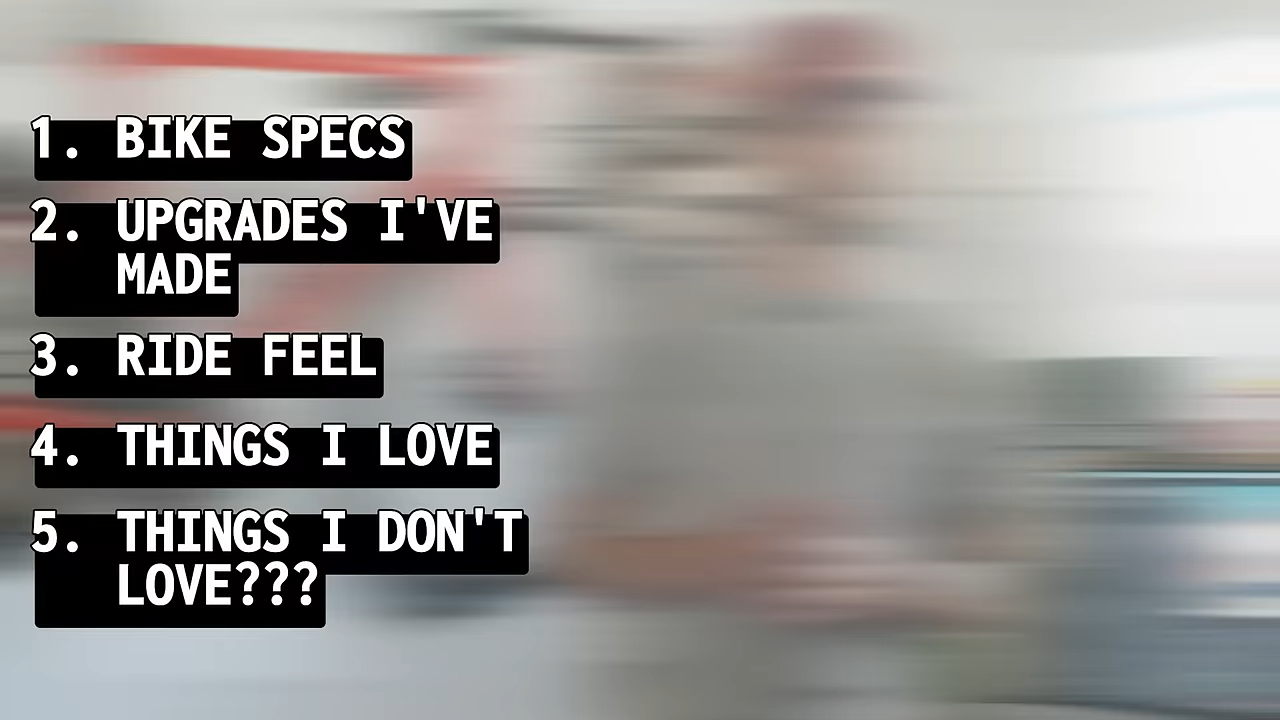 1. BIKE SPECS
2. UPGRADES I'VE
MADE
3. RIDE FEEL
4. THINGS I LOVE
5. THINGS I DON'T
LOVE???